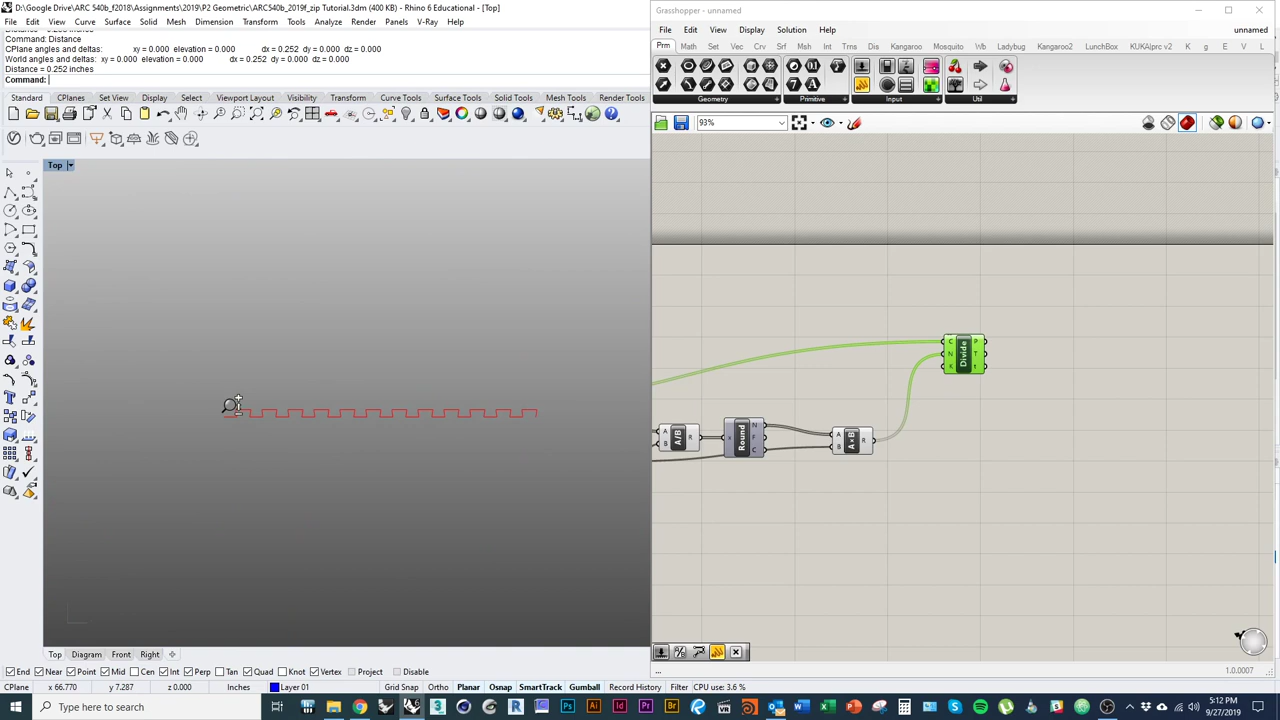 D:\Google Drive\ARC 540b_f2018\Assignments\2019\P2 Geometric\ARC540b_2019f_zip Tutorial.3dm (400 KB) - Rhino 6 Educational - [Top]
File Edit View Curve Surface Solid Mesh Dimension Transform Tools Analyze Render Panels V-Ray Help
Command: Distance
CPlane angles and deltas: xy = 0.000 elevation = 0.000 dx = 0.252 dy = 0.000 dz = 0.000
World angles and deltas: xy = 0.000 elevation = 0.000 dx = 0.252 dy = 0.000 dz = 0.000
Distance = 0.252 inches
Command:
Standard CPlanes Set View Display Select Viewport Layout Visibility Transform Curve Tools Surface Tools Solid Tools Mesh Tools Render Tools
Top
Top Diagram Front Right
End Near Point Mid Cen Int Perp Tan Quad Knot Vertex Project Disable
CPlane x 66.770 y 7.287 z 0.000 Inches Layer 01 Grid Snap Ortho Planar Osnap SmartTrack Gumball Record History Filter CPU use: 3.6 %
Grasshopper - unnamed
File Edit View Display Solution Help unnamed
Prm Math Set Vec Crv Srf Msh Int Trns Dis Kangaroo Mosquito Wb Ladybug Kangaroo2 LunchBox KUKA|prc v2 K g E V L
Geometry Primitive Input Util
93%
C N K Divide P T t
A B A/B R
x Round N F C
A B A×B R
...
1.0.0007
Type here to search
5:12 PM
9/27/2019